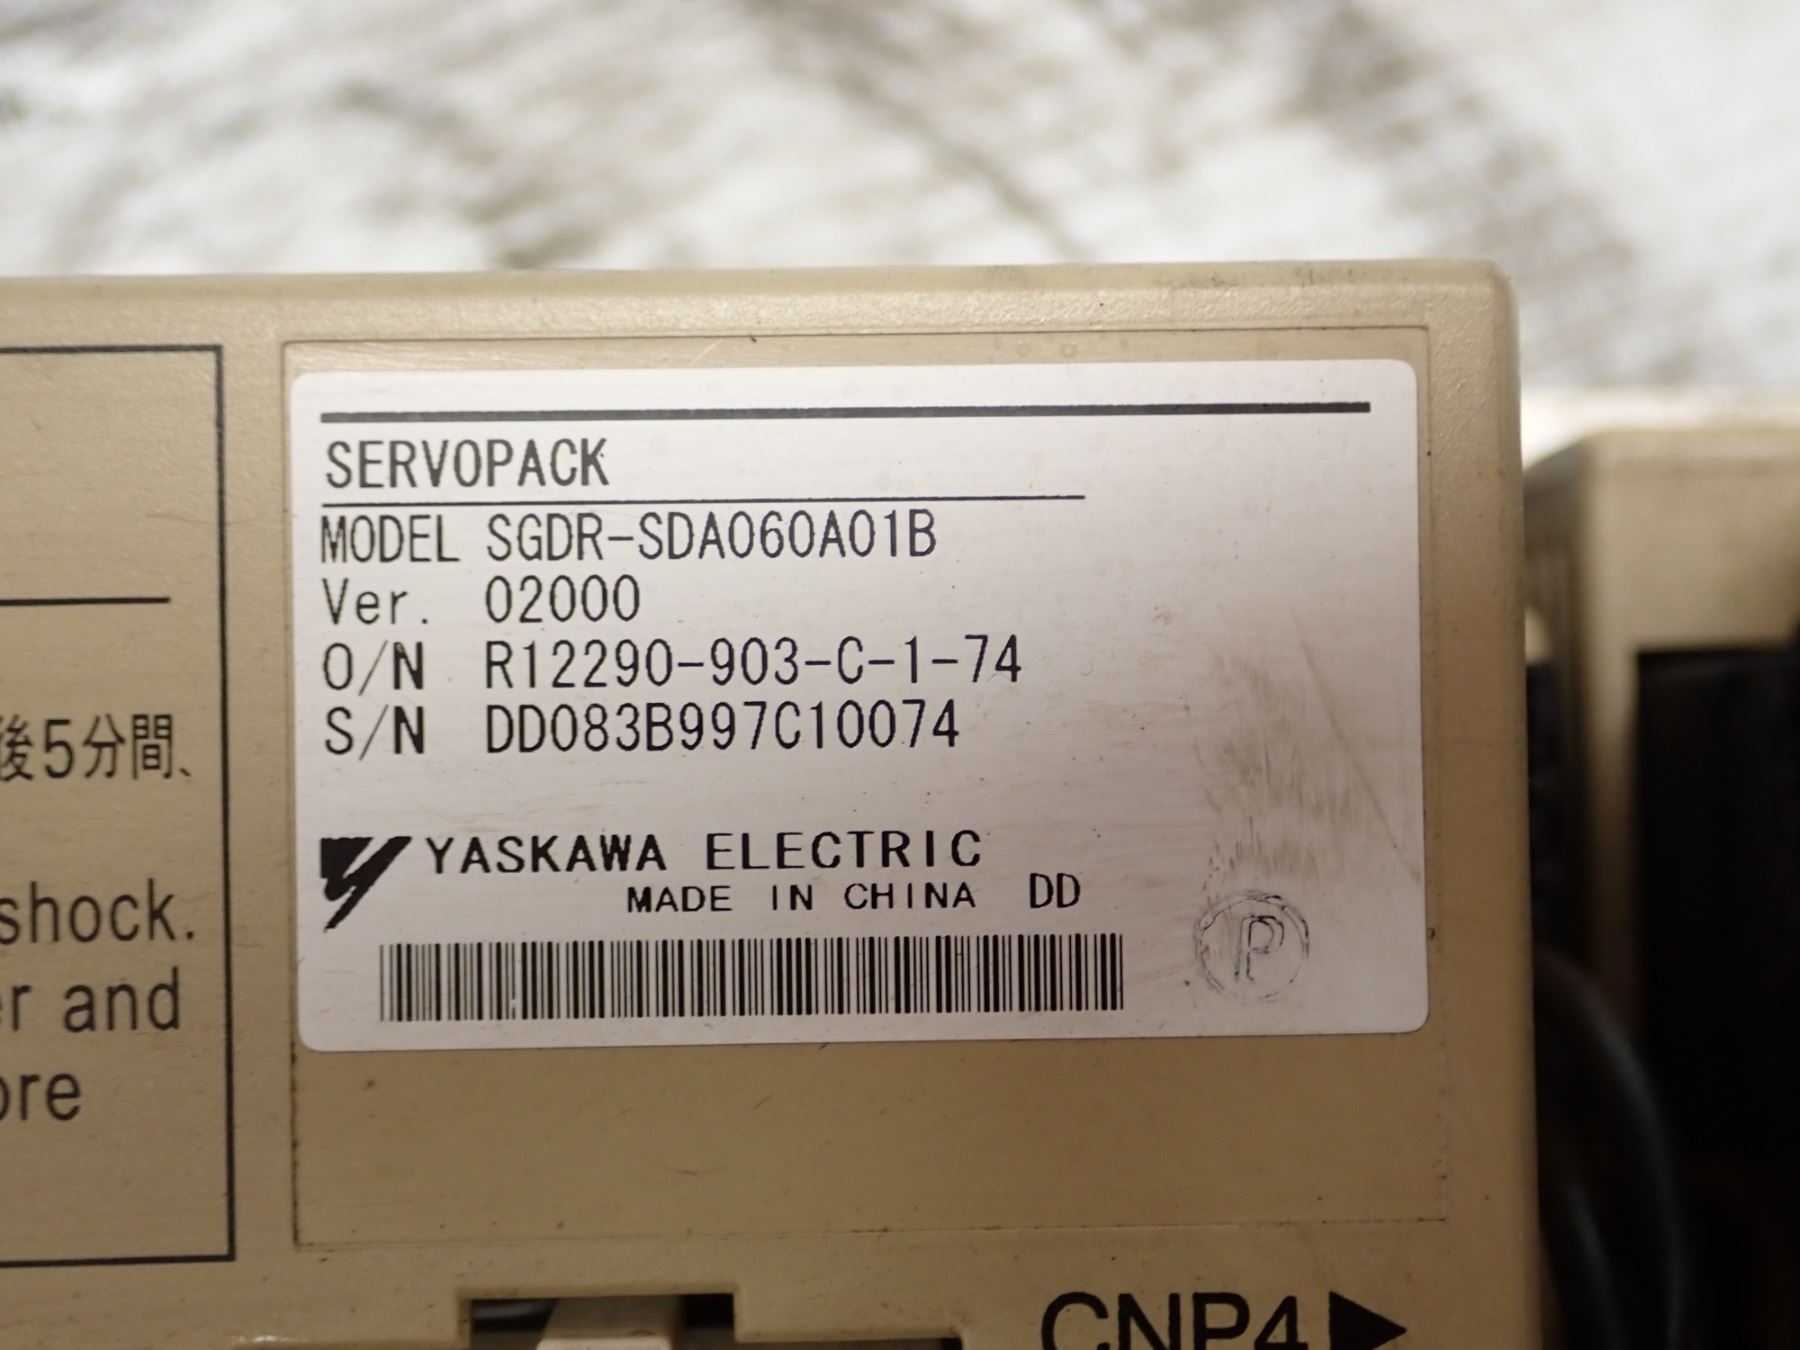 SERVOPACK
MODEL SGDR-SDA060A01B
Ver. 02000
O/N R12290-903-C-1-74
S/N DD083B997C10074
YASKAWA ELECTRIC
MADE IN CHINA DD
P
後5分間、
shock.
er and
ore
CNP4▶